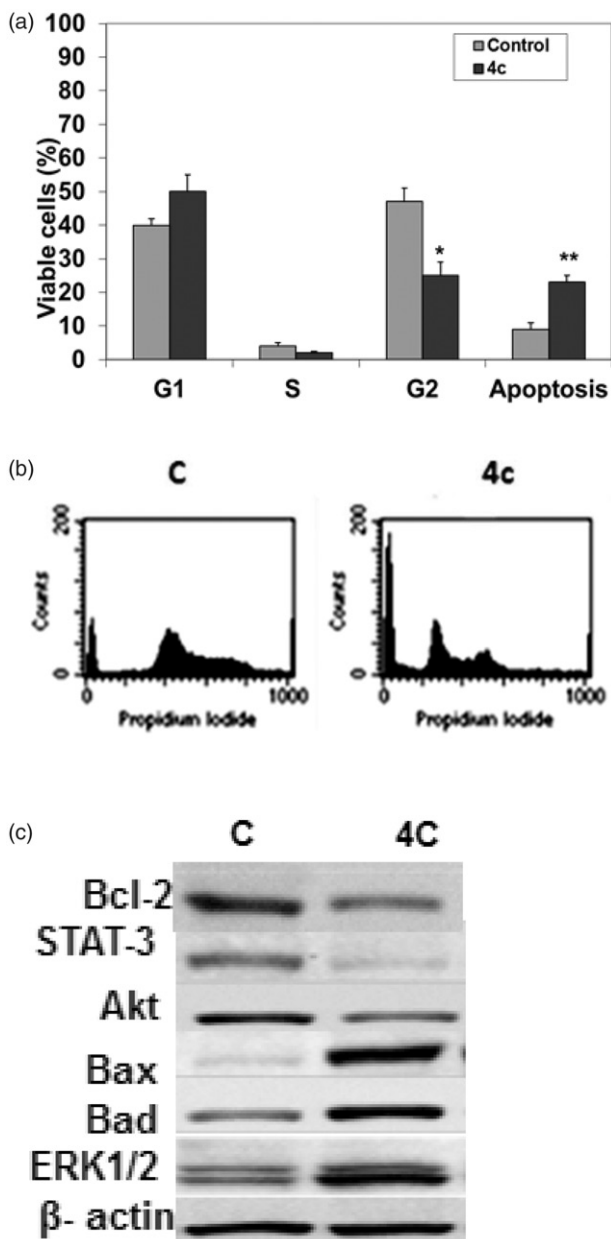 (a)
100
90
80
70
60
50
40
30
20
10
0
Viable cells (%)
Control
4c
*
**
G1 S G2 Apoptosis
(b)
C 4c
200
Counts
0
0 1000
Propidium Iodide
200
Counts
0
0 1000
Propidium Iodide
(c)
C 4C
Bcl-2
STAT-3
Akt
Bax
Bad
ERK1/2
β- actin